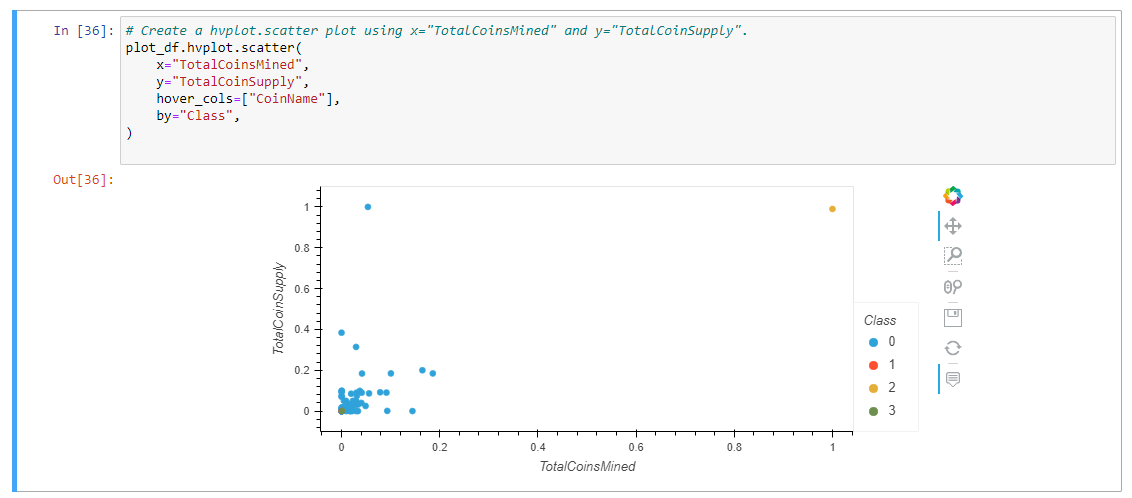 In [36]: # Create a hvplot.scatter plot using x="TotalCoinsMined" and y="TotalCoinSupply".
plot_df.hvplot.scatter(
    x="TotalCoinsMined",
    y="TotalCoinSupply",
    hover_cols=["CoinName"],
    by="Class",
)
Out[36]:
TotalCoinSupply
1
0.8
0.6
0.4
0.2
0
0 0.2 0.4 0.6 0.8 1
TotalCoinsMined
Class
0
1
2
3